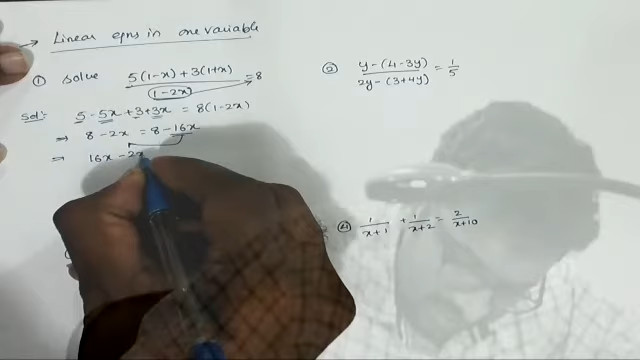 → Linear eqns in one variable
① Solve (5(1-x) + 3(1+x))/(1-2x) = 8
Sol: 5 - 5x + 3 + 3x = 8(1-2x)
⇒ 8 - 2x = 8 - 16x
⇒ 16x - 2x
② (y - (4-3y))/(2y - (3+4y)) = 1/5
④ 1/(x+1) + 1/(x+2) = 2/(x+10)